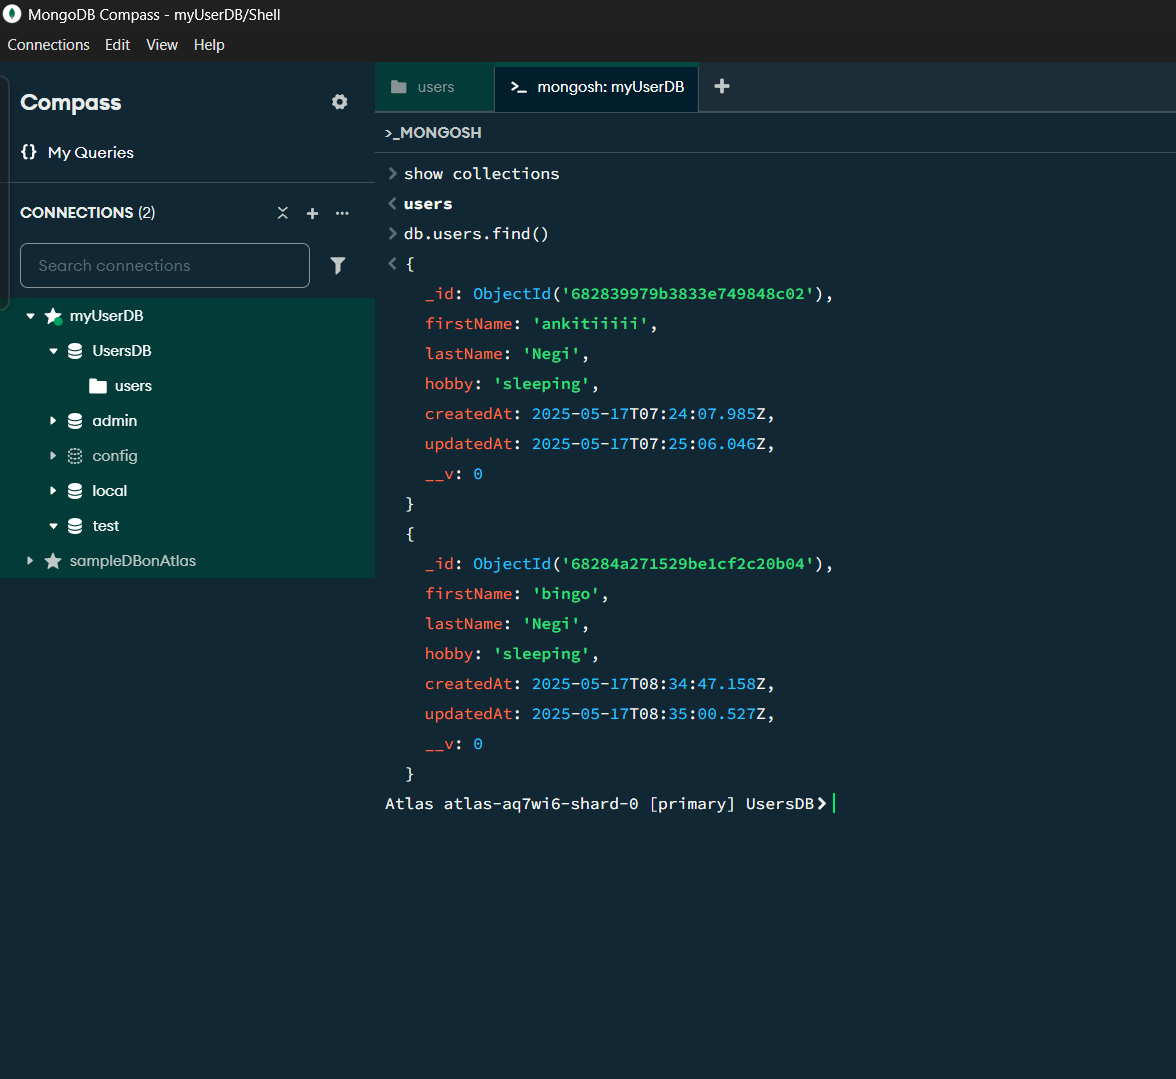 MongoDB Compass - myUserDB/Shell
Connections Edit View Help
Compass
{} My Queries
CONNECTIONS (2)
Search connections
myUserDB
UsersDB
users
admin
config
local
test
sampleDBonAtlas
users
>_ mongosh: myUserDB
>_MONGOSH
> show collections
< users
> db.users.find()
< {
_id: ObjectId('682839979b3833e749848c02'),
firstName: 'ankitiiiii',
lastName: 'Negi',
hobby: 'sleeping',
createdAt: 2025-05-17T07:24:07.985Z,
updatedAt: 2025-05-17T07:25:06.046Z,
__v: 0
}
{
_id: ObjectId('68284a271529be1cf2c20b04'),
firstName: 'bingo',
lastName: 'Negi',
hobby: 'sleeping',
createdAt: 2025-05-17T08:34:47.158Z,
updatedAt: 2025-05-17T08:35:00.527Z,
__v: 0
}
Atlas atlas-aq7wi6-shard-0 [primary] UsersDB>